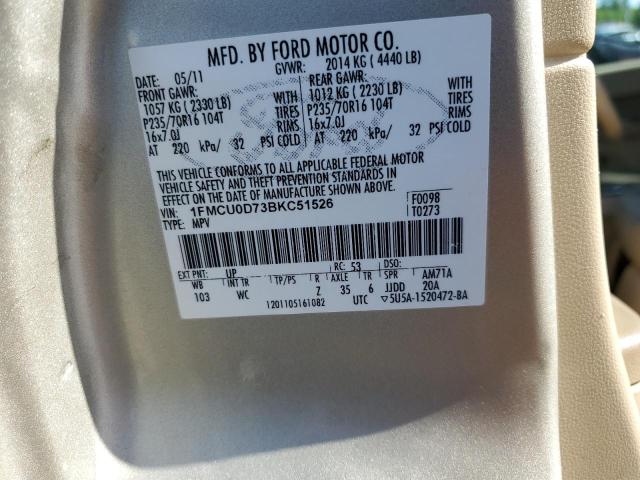 MFD. BY FORD MOTOR CO.
DATE: 05/11 GVWR: 2014 KG ( 4440 LB)
FRONT GAWR: REAR GAWR:
1057 KG ( 2330 LB) WITH 1012 KG ( 2230 LB) WITH
P235/70R16 104T TIRES P235/70R16 104T TIRES
16x7.0J RIMS 16x7.0J RIMS
AT 220 kPa/ 32 PSI COLD AT 220 kPa/ 32 PSI COLD
THIS VEHICLE CONFORMS TO ALL APPLICABLE FEDERAL MOTOR
VEHICLE SAFETY AND THEFT PREVENTION STANDARDS IN
EFFECT ON THE DATE OF MANUFACTURE SHOWN ABOVE.
VIN: 1FMCU0D73BKC51526 F0098
TYPE: MPV T0273
EXT PNT: UP RC: 53 DSO:
WB INT TR TP/PS R AXLE TR SPR AM71A
103 WC Z 35 6 JJDD 20A
1201105161082 UTC ▽5U5A-1520472-BA